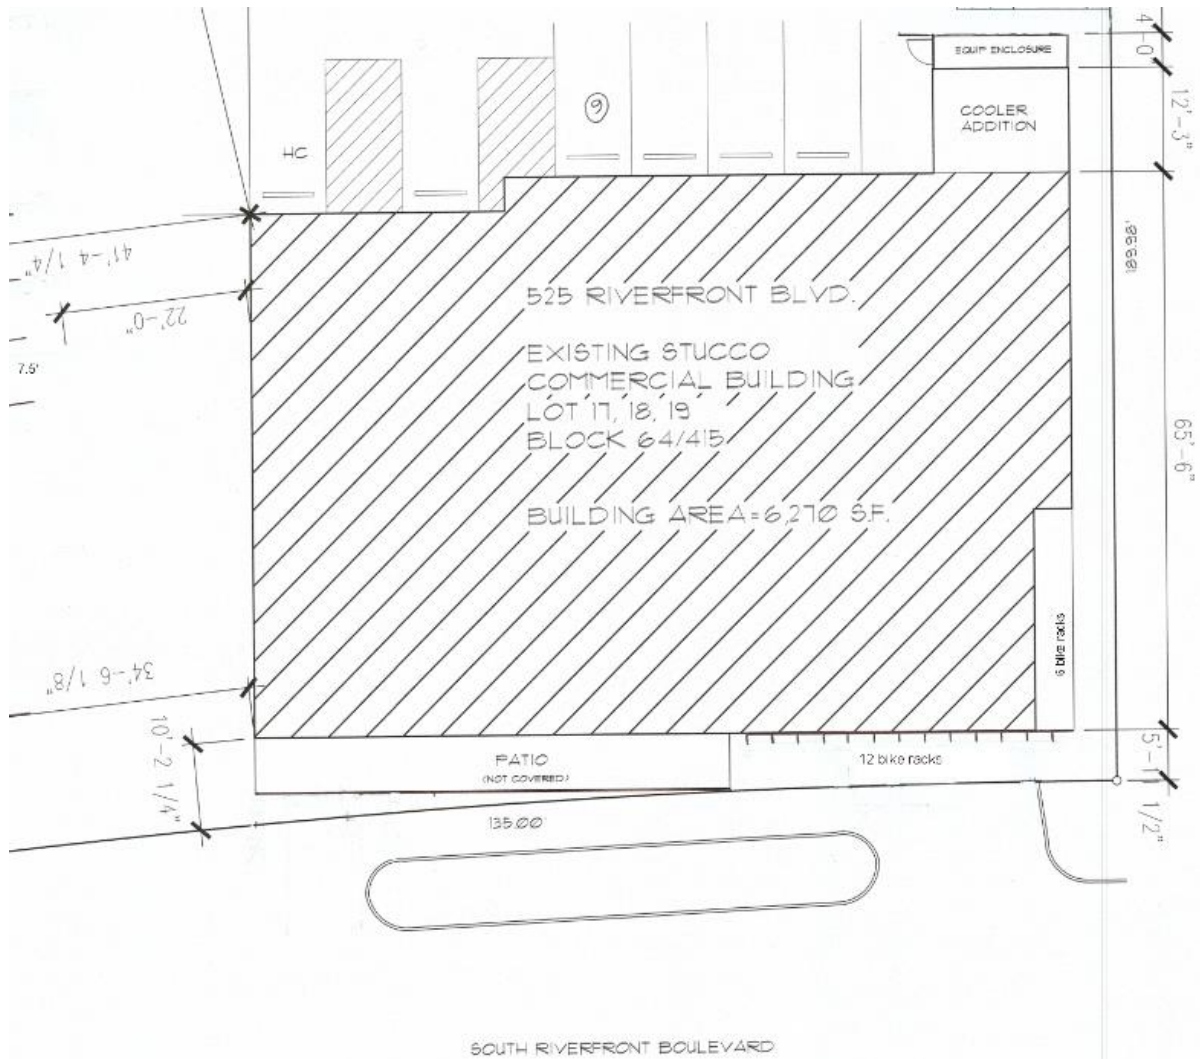 4'-0"
EQUIP ENCLOSURE
12'-3"
COOLER
ADDITION
9
HC
189.98'
41'-4 1/4"
22'-0"
7.5'
525 RIVERFRONT BLVD.
EXISTING STUCCO
COMMERCIAL BUILDING
LOT 17, 18, 19
BLOCK 64/415
BUILDING AREA=6,270 S.F.
65'-6"
6 bike racks
34'-6 1/8"
10'-2 1/4"
PATIO
(NOT COVERED)
12 bike racks
5'-1 1/2"
135.00'
SOUTH RIVERFRONT BOULEVARD